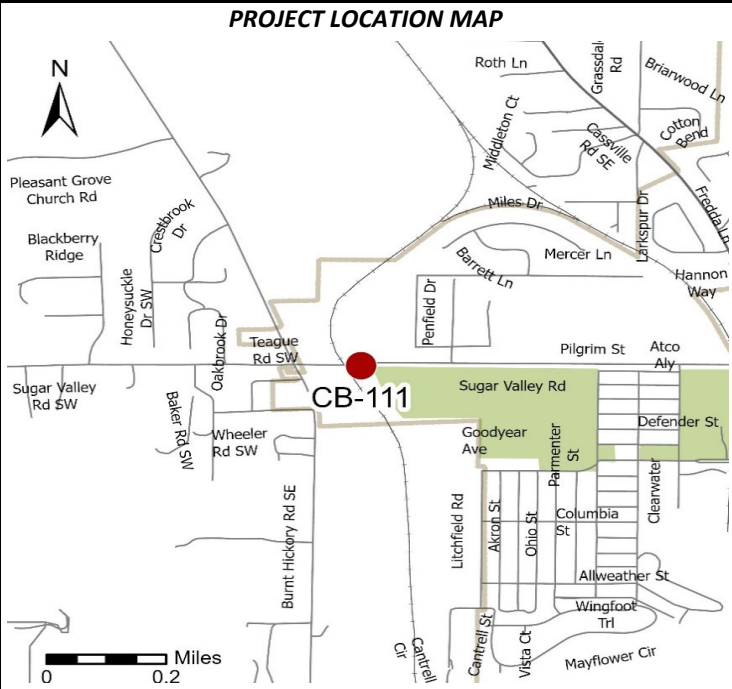 PROJECT LOCATION MAP
N
Roth Ln
Grassdale
Rd
Briarwood Ln
Middleton Ct
Cassville
Rd SE
Cotton
Bend
Pleasant Grove
Church Rd
Crestbrook
Dr
Miles Dr
Larkspur Dr
Fredda Ln
Blackberry
Ridge
Honeysuckle
Dr SW
Barrett Ln
Mercer Ln
Hannon
Way
Oakbrook Dr
Penfield Dr
Teague
Rd SW
Pilgrim St
Atco
Aly
Sugar Valley
Rd SW
CB-111
Sugar Valley Rd
Baker Rd SW
Wheeler
Rd SW
Goodyear
Ave
Parmenter
St
Defender St
Burnt Hickory Rd SE
Litchfield Rd
Akron St
Ohio St
Columbia
St
Clearwater
Allweather St
Wingfoot
Trl
Cantrell
Cir
Cantrell St
Vista Ct
Mayflower Cir
Miles
0 0.2